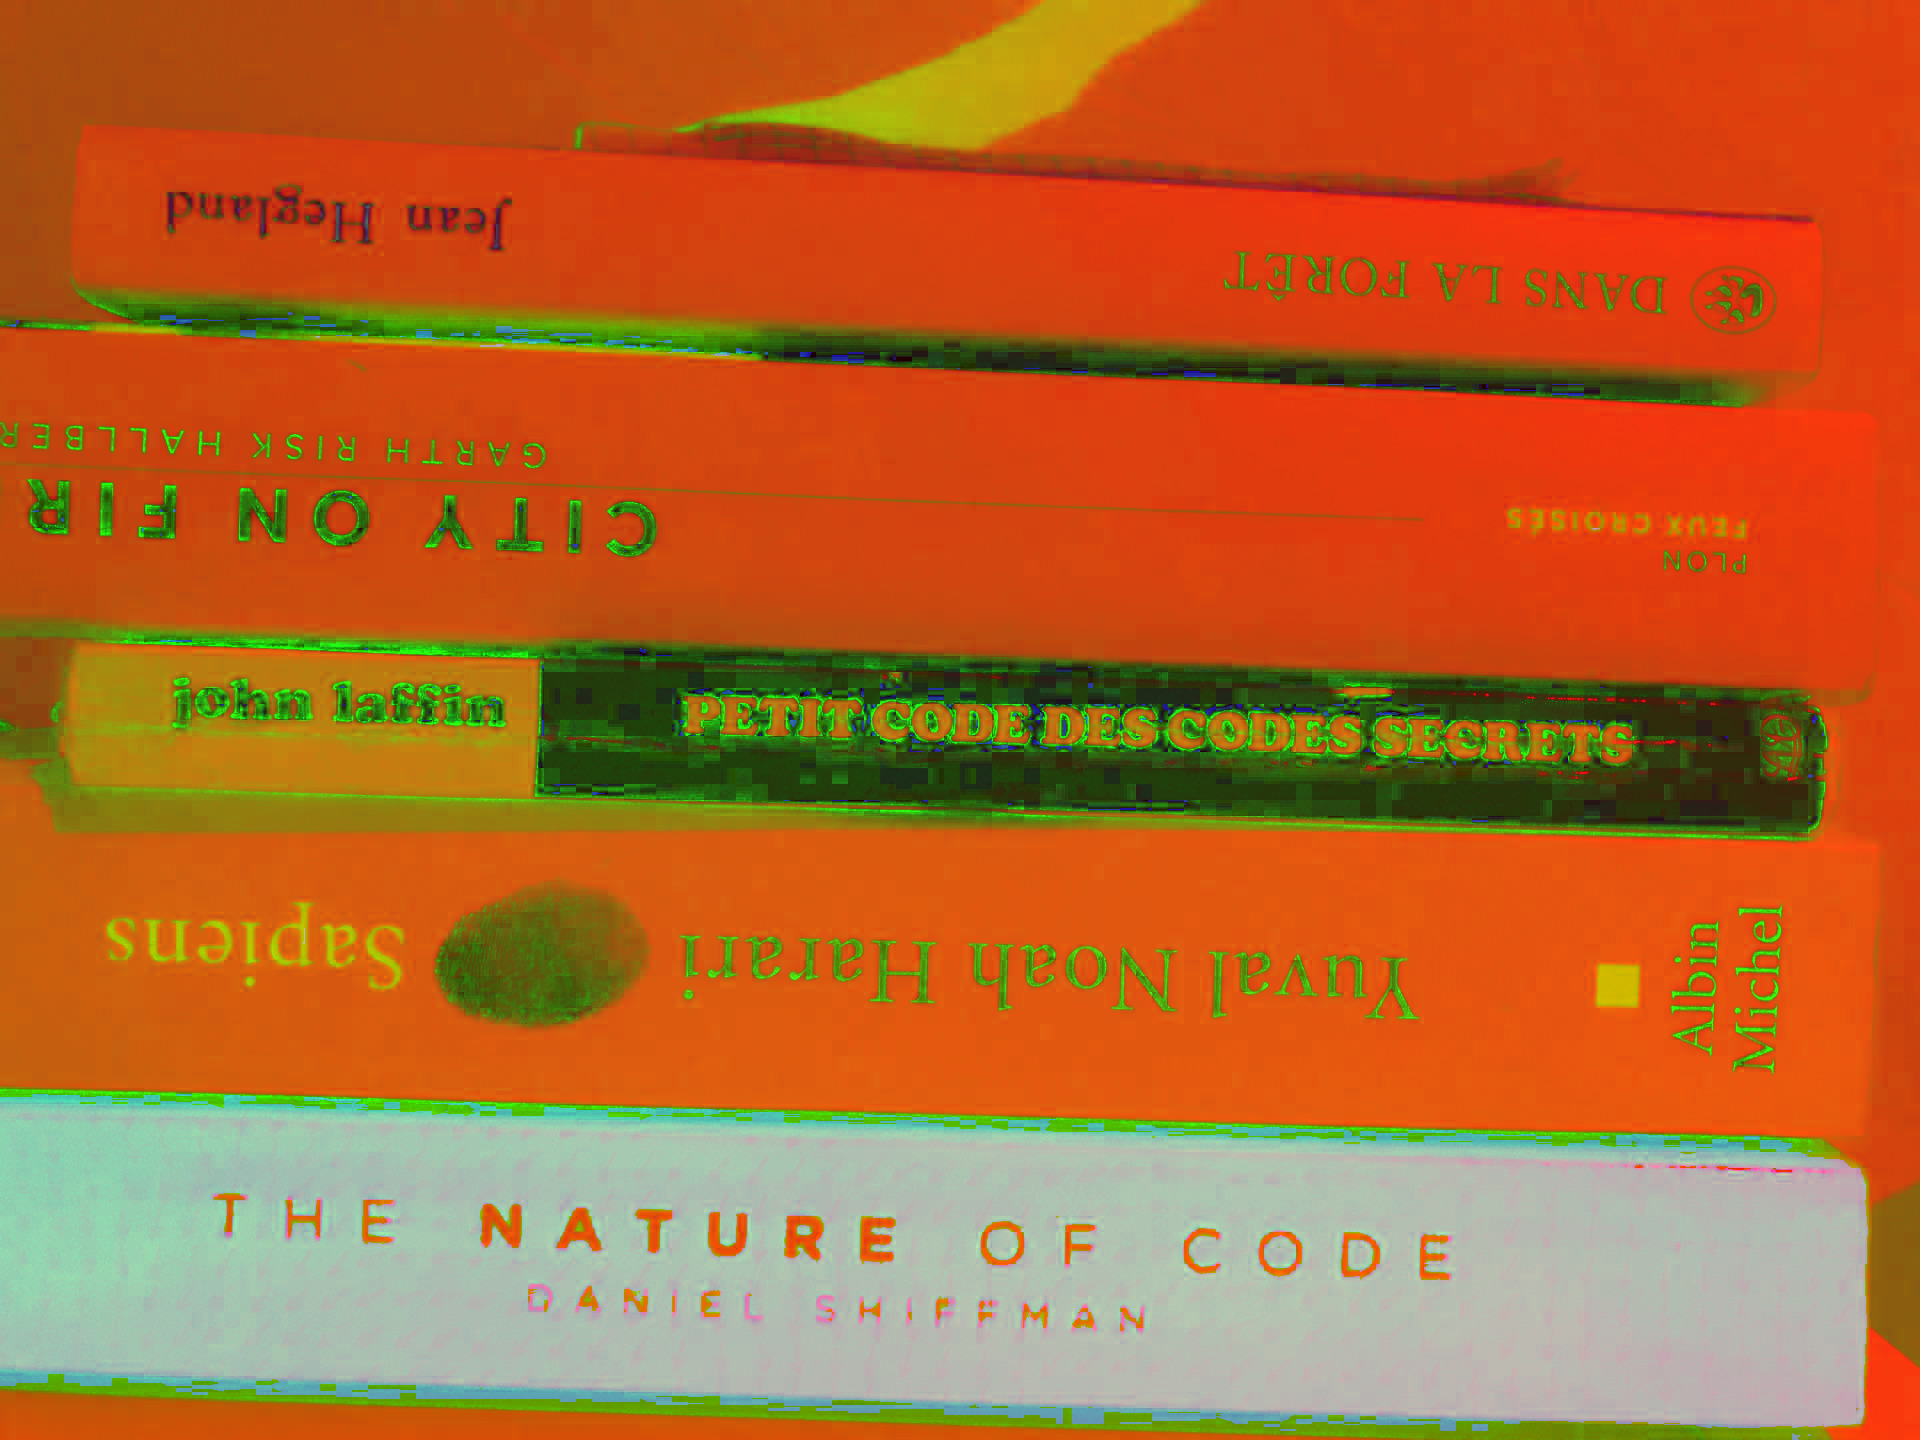 Jean Hegland
DANS LA FORÊT
GARTH RISK HALLBER
CITY ON FIR
FEUX CROISÉS
PLON
john laffin
PETIT CODE DES CODES SECRETS
Sapiens
Yuval Noah Harari
Albin
Michel
THE NATURE OF CODE
DANIEL SHIFFMAN